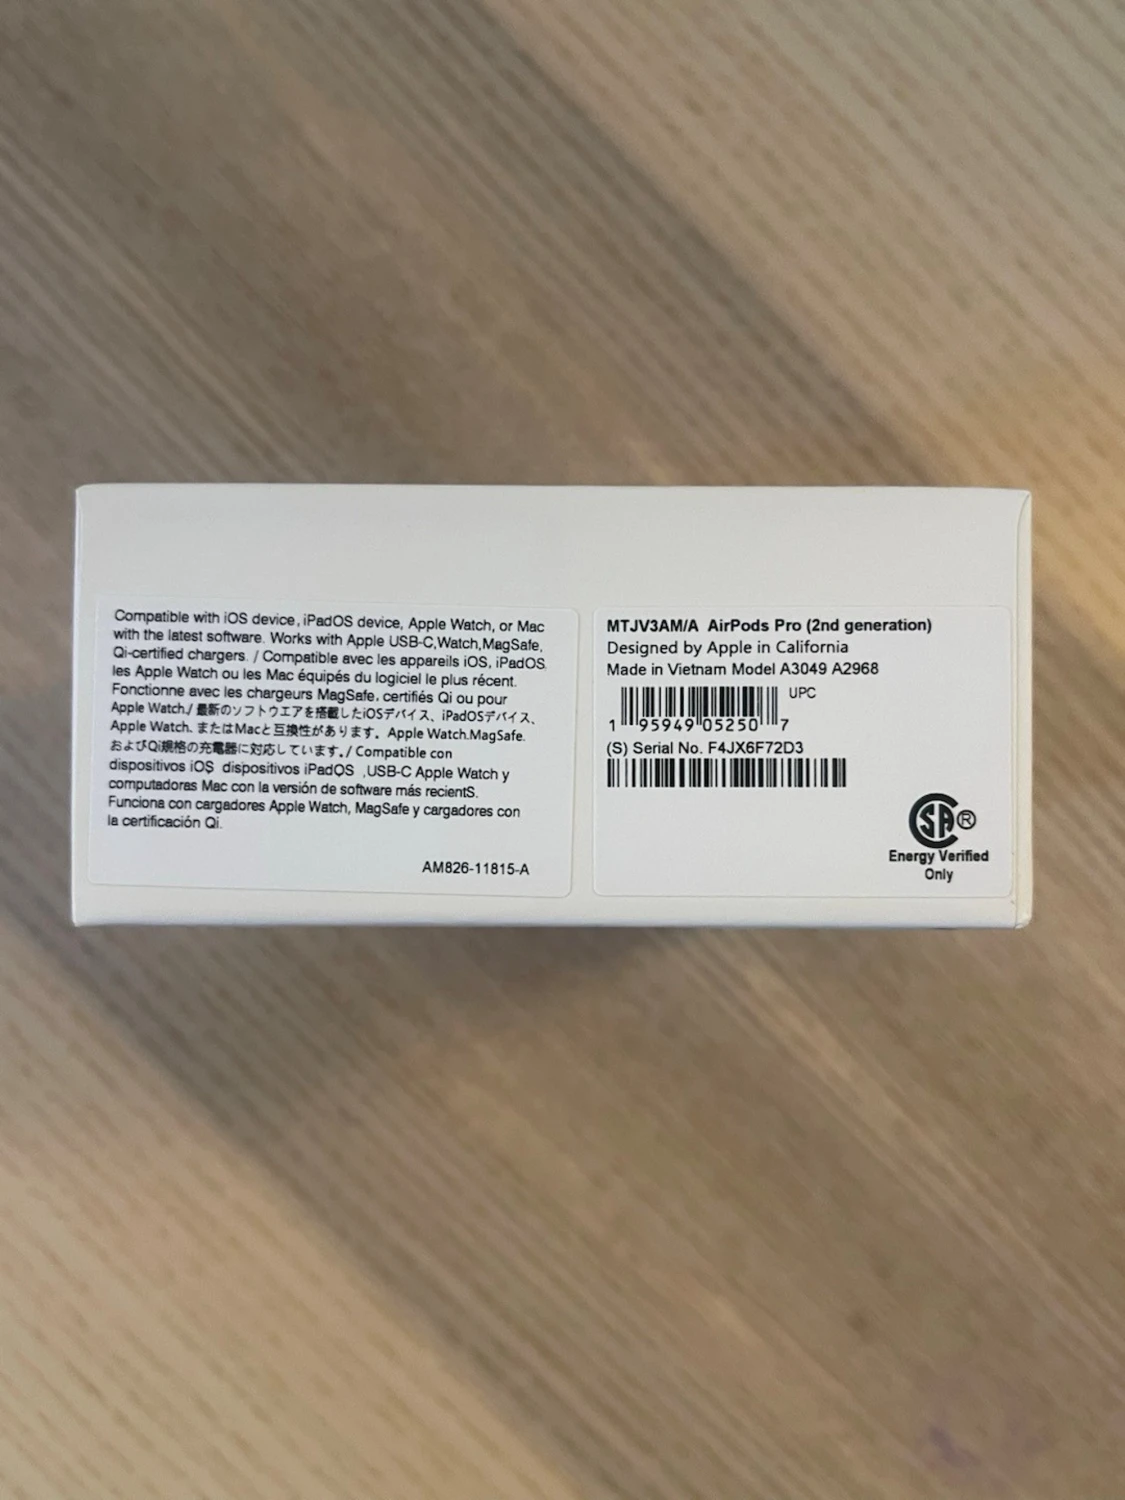 Compatible with iOS device, iPadOS device, Apple Watch, or Mac
with the latest software. Works with Apple USB-C,Watch,MagSafe,
Qi-certified chargers. / Compatible avec les appareils iOS, iPadOS
les Apple Watch ou les Mac équipés du logiciel le plus récent.
Fonctionne avec les chargeurs MagSafe, certifiés Qi ou pour
Apple Watch./ 最新のソフトウエアを搭載したiOSデバイス、iPadOSデバイス、
Apple Watch. またはMacと互換性があります。Apple Watch.MagSafe.
およびQi規格の充電器に対応しています。/ Compatible con
dispositivos iOS dispositivos iPadOS ,USB-C Apple Watch y
computadoras Mac con la versión de software más recientS.
Funciona con cargadores Apple Watch, MagSafe y cargadores con
la certificación Qi.
AM826-11815-A
MTJV3AM/A AirPods Pro (2nd generation)
Designed by Apple in California
Made in Vietnam Model A3049 A2968
UPC
1 95949 05250 7
(S) Serial No. F4JX6F72D3
SA ®
Energy Verified
Only